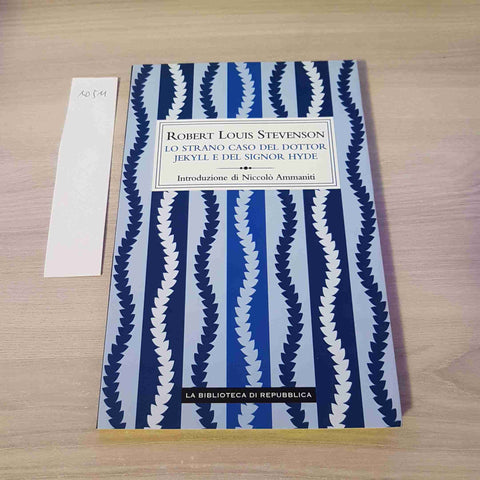 10511
ROBERT LOUIS STEVENSON
LO STRANO CASO DEL DOTTOR
JEKYLL E DEL SIGNOR HYDE
Introduzione di Niccolò Ammaniti
LA BIBLIOTECA DI REPUBBLICA